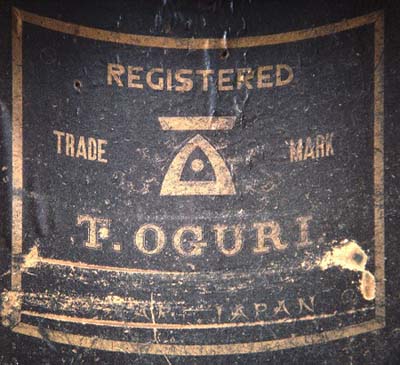 REGISTERED
TRADE MARK
T. OGURI
JAPAN